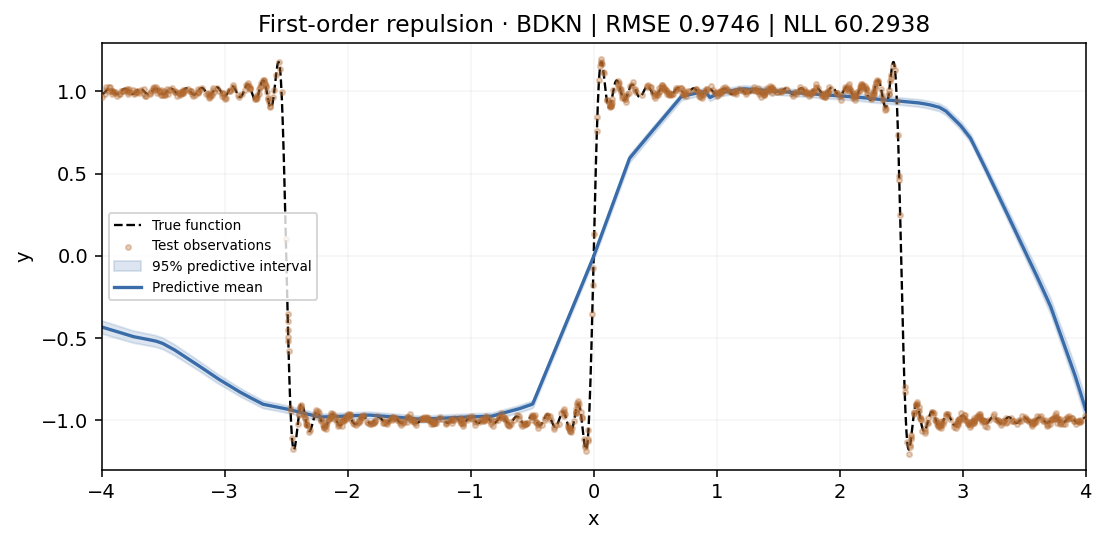 First-order repulsion · BDKN | RMSE 0.9746 | NLL 60.2938
y
1.0
0.5
0.0
−0.5
−1.0
True function
Test observations
95% predictive interval
Predictive mean
−4 −3 −2 −1 0 1 2 3 4
x